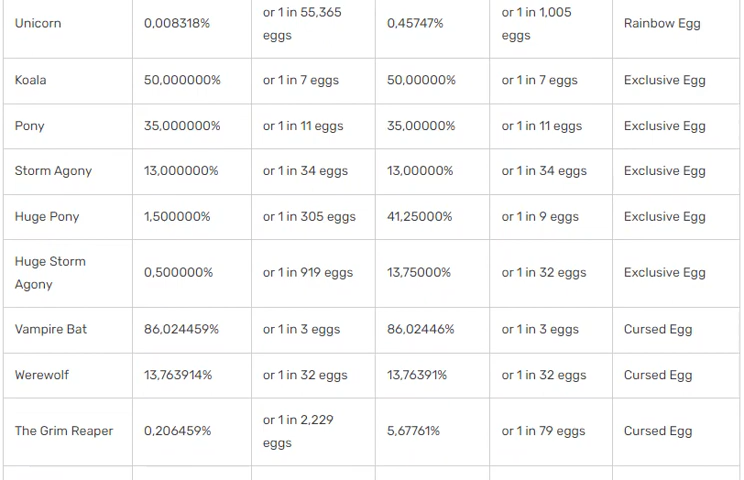 Unicorn 0,008318% or 1 in 55,365 eggs 0,45747% or 1 in 1,005 eggs Rainbow Egg
Koala 50,000000% or 1 in 7 eggs 50,00000% or 1 in 7 eggs Exclusive Egg
Pony 35,000000% or 1 in 11 eggs 35,00000% or 1 in 11 eggs Exclusive Egg
Storm Agony 13,000000% or 1 in 34 eggs 13,00000% or 1 in 34 eggs Exclusive Egg
Huge Pony 1,500000% or 1 in 305 eggs 41,25000% or 1 in 9 eggs Exclusive Egg
Huge Storm Agony 0,500000% or 1 in 919 eggs 13,75000% or 1 in 32 eggs Exclusive Egg
Vampire Bat 86,024459% or 1 in 3 eggs 86,02446% or 1 in 3 eggs Cursed Egg
Werewolf 13,763914% or 1 in 32 eggs 13,76391% or 1 in 32 eggs Cursed Egg
The Grim Reaper 0,206459% or 1 in 2,229 eggs 5,67761% or 1 in 79 eggs Cursed Egg